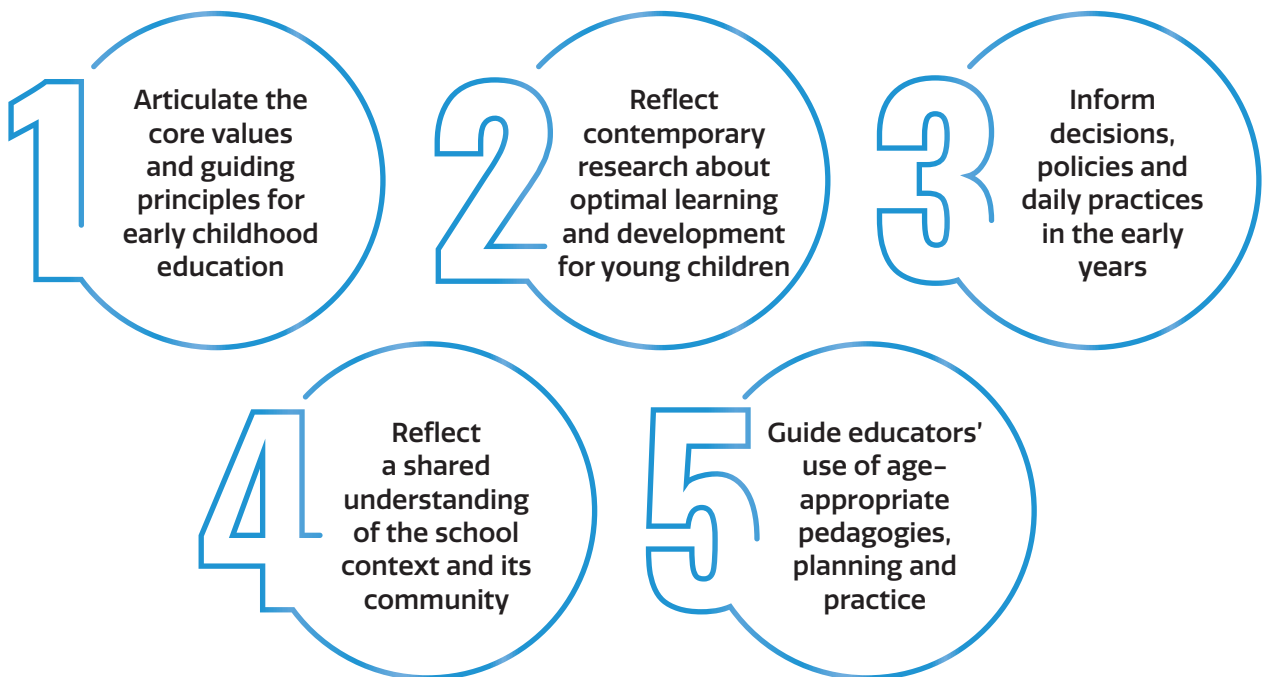 1
Articulate the
core values
and guiding
principles for
early childhood
education
2
Reflect
contemporary
research about
optimal learning
and development
for young children
3
Inform
decisions,
policies and
daily practices
in the early
years
4
Reflect
a shared
understanding
of the school
context and its
community
5
Guide educators’
use of age-
appropriate
pedagogies,
planning and
practice